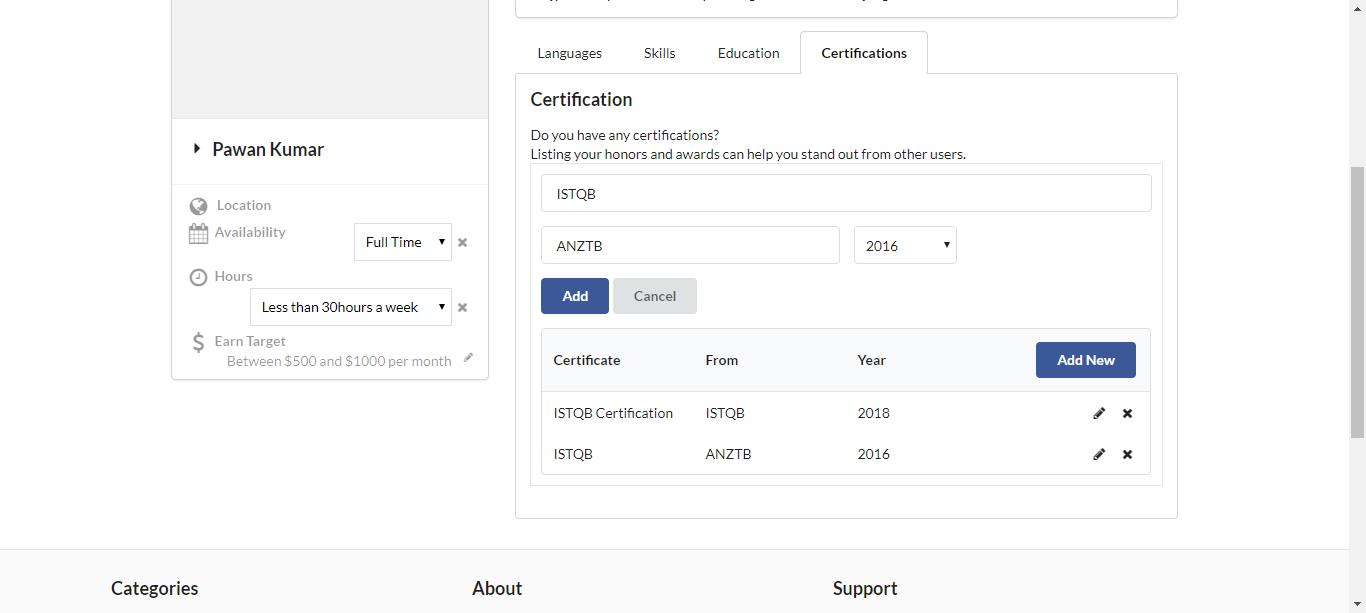 Languages Skills Education Certifications
Certification
Do you have any certifications?
Listing your honors and awards can help you stand out from other users.
ISTQB
ANZTB 2016
Add Cancel
Certificate From Year Add New
ISTQB Certification ISTQB 2018
ISTQB ANZTB 2016
Pawan Kumar
Location
Availability
Full Time
Hours
Less than 30hours a week
Earn Target
Between $500 and $1000 per month
Categories About Support